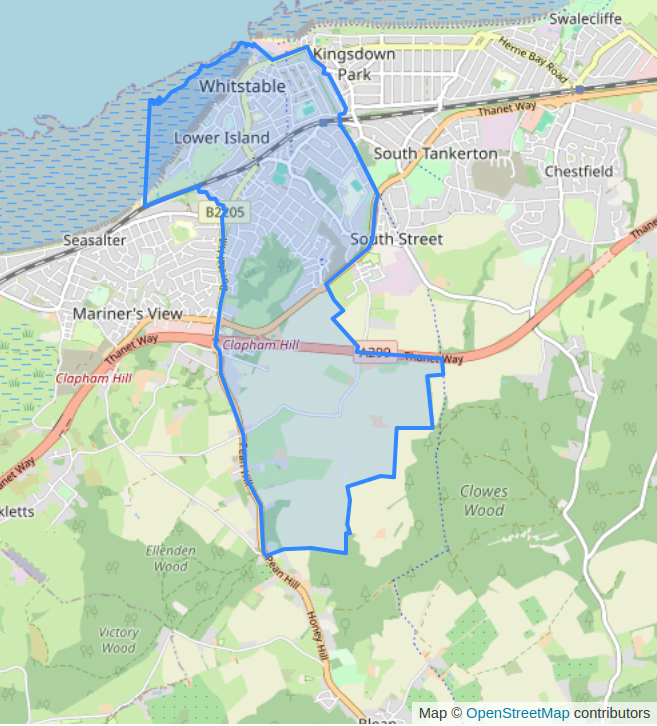 Swalecliffe
Kingsdown
Park
Herne Bay Road
Whitstable
Thanet Way
Lower Island
South Tankerton
Chestfield
B2205
Seasalter
South Street
Mariner's View
Thanet Way
Clapham Hill
A299
Thanet Way
Clapham Hill
Pean Hill
Thanet Way
Clowes
Wood
kletts
Ellenden
Wood
Pean Hill
Victory
Wood
Honey Hill
Blean
Map © OpenStreetMap contributors